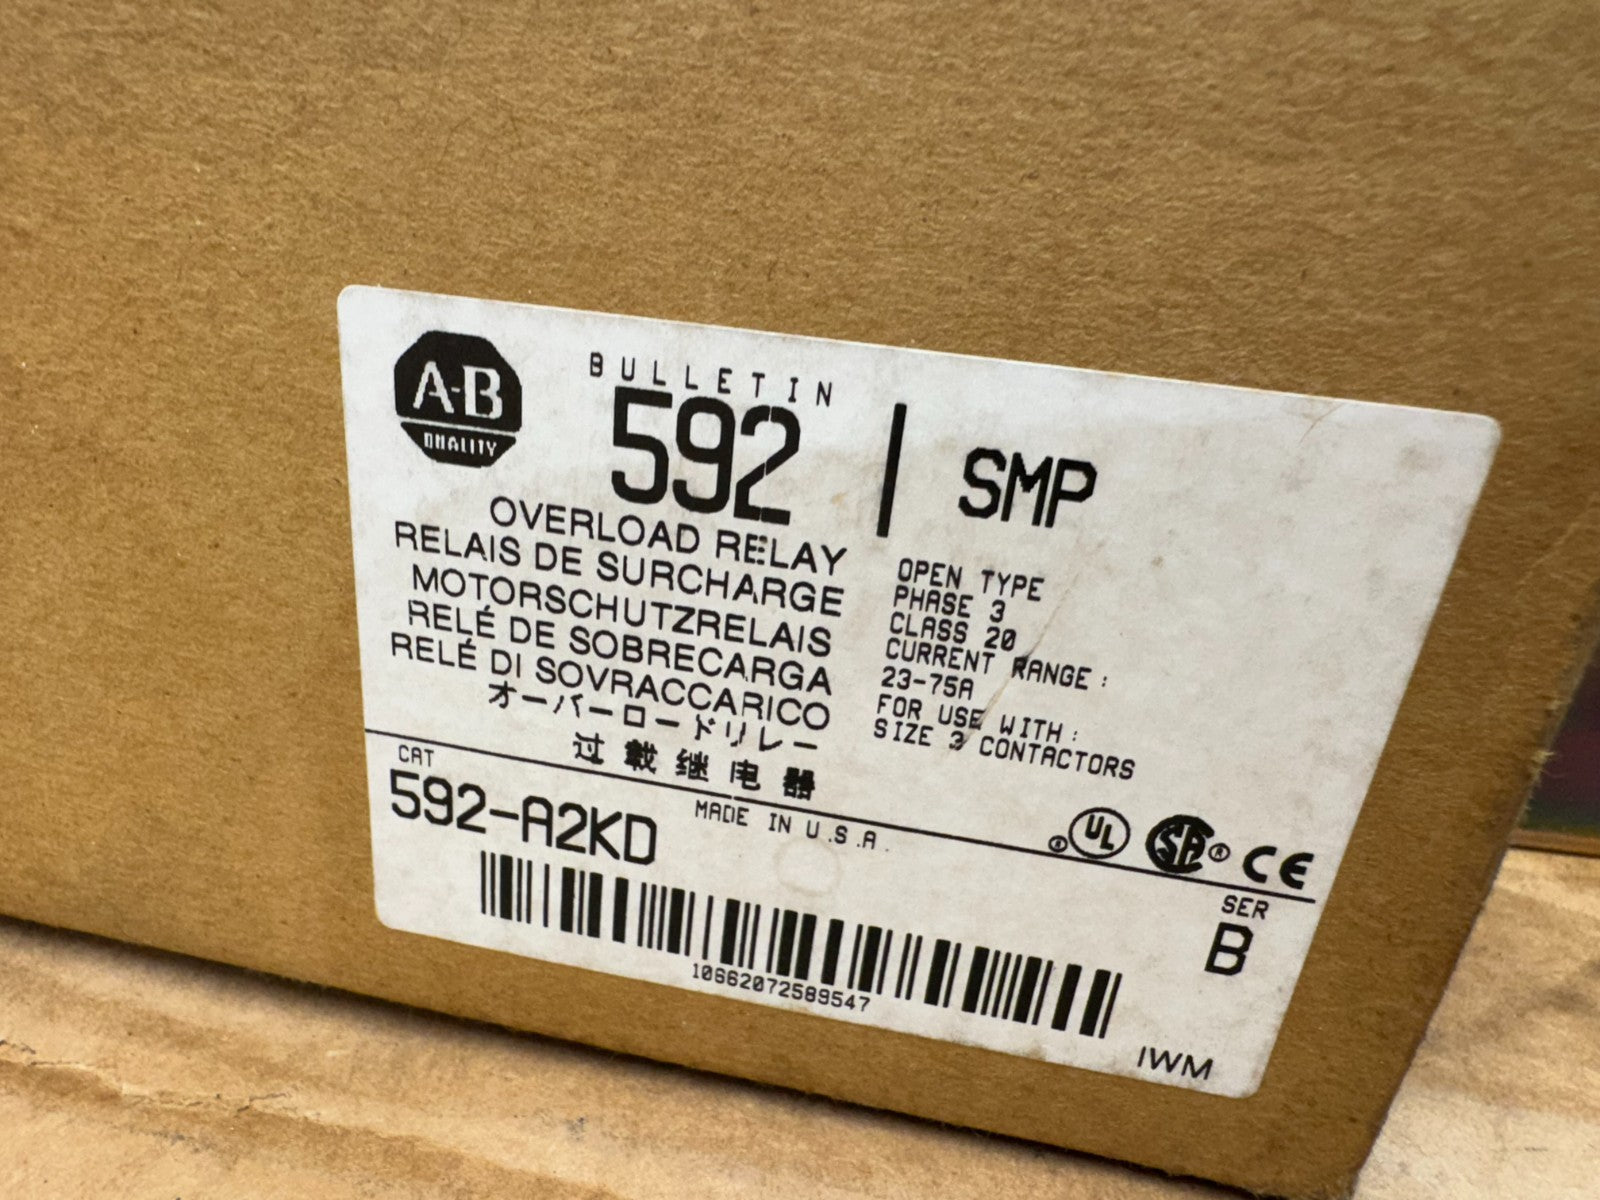 A-B
QUALITY
BULLETIN
592
SMP
OVERLOAD RELAY
RELAIS DE SURCHARGE
MOTORSCHUTZRELAIS
RELÉ DE SOBRECARGA
RELÉ DI SOVRACCARICO
オーバーロードリレー
过载继电器
OPEN TYPE
PHASE 3
CLASS 20
CURRENT RANGE:
23-75A
FOR USE WITH:
SIZE 3 CONTACTORS
CAT
592-A2KD
MADE IN U.S.A.
® UL SA® CE
SER
B
10662072589547
IWM